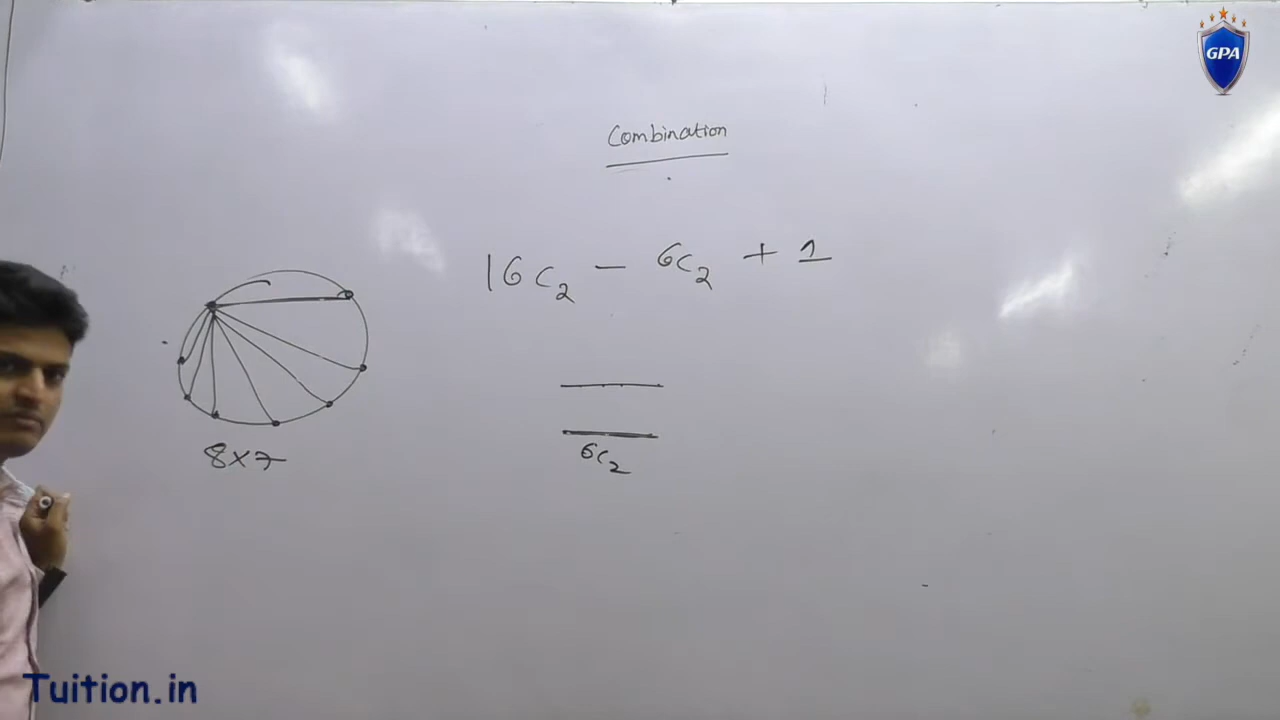 GPA
Combination
16C₂ - 6C₂ + 1
8×7
6C₂
Tuition.in